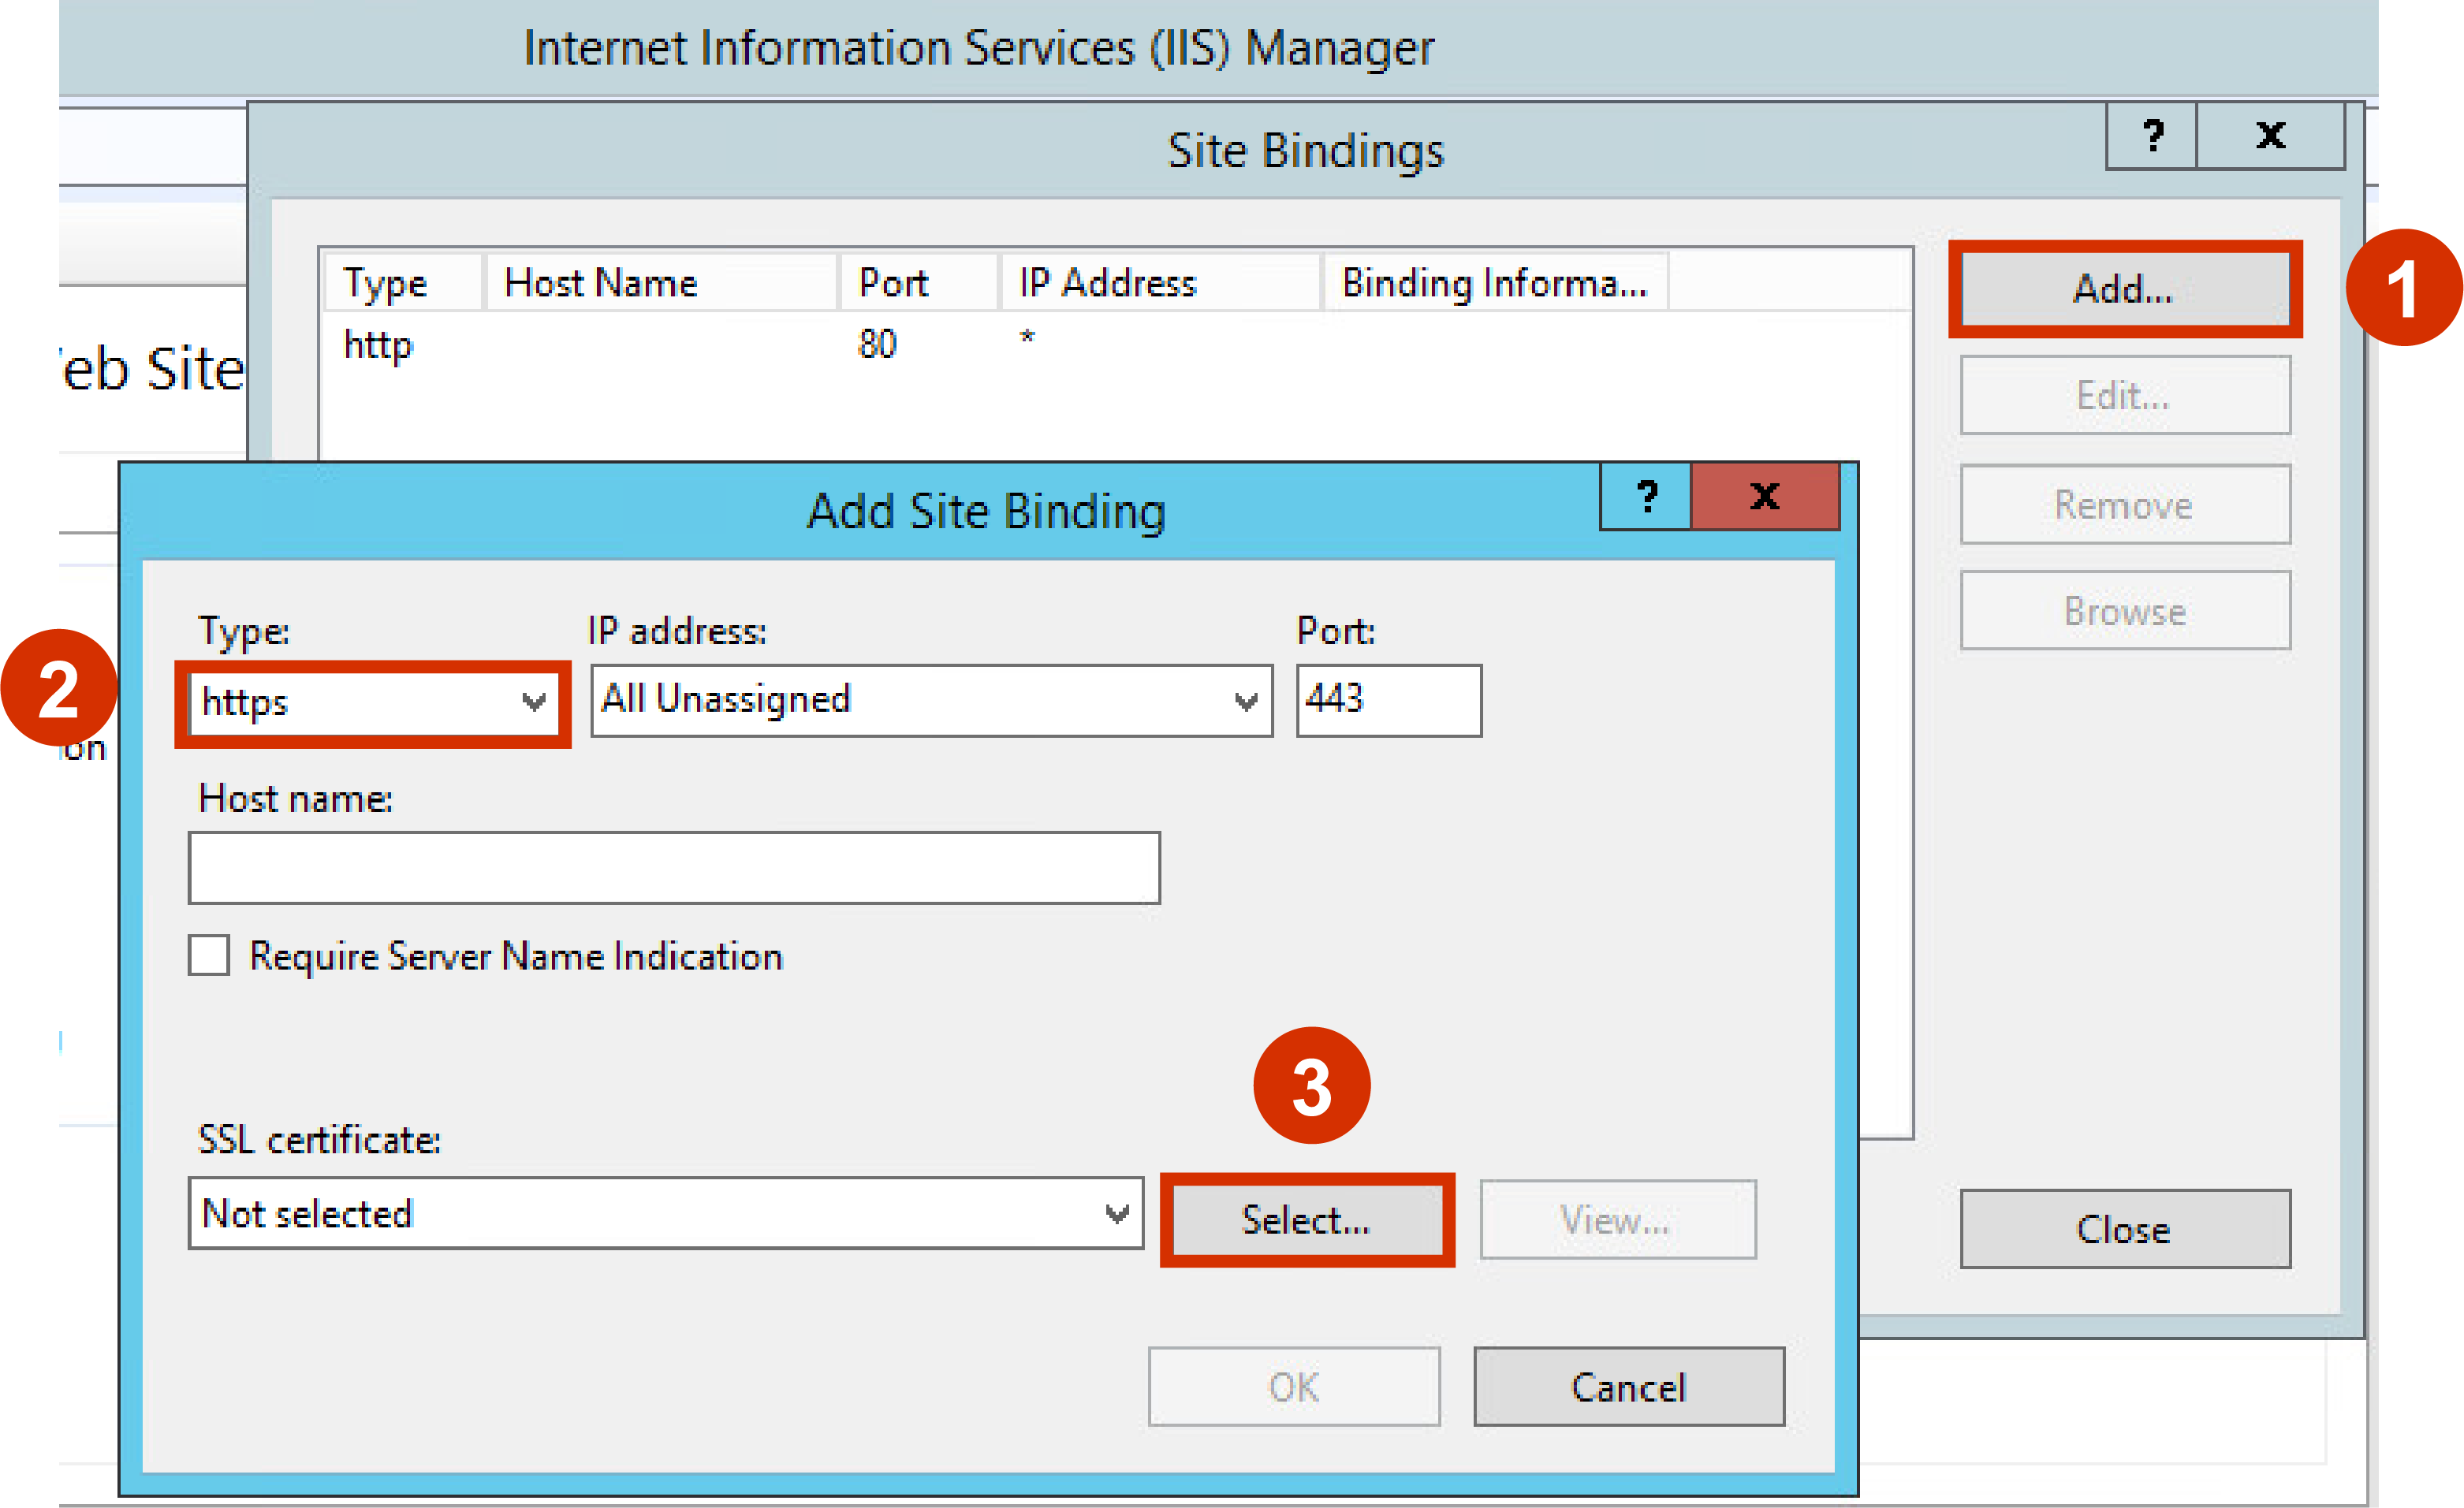 Internet Information Services (IIS) Manager
Site Bindings
? x
Type Host Name Port IP Address Binding Informa...
http 80 *
Add...
1
Edit...
Remove
Browse
Close
eb Site
on
Add Site Binding
? x
Type: IP address: Port:
2
https All Unassigned 443
Host name:
Require Server Name Indication
3
SSL certificate:
Not selected Select... View...
OK Cancel